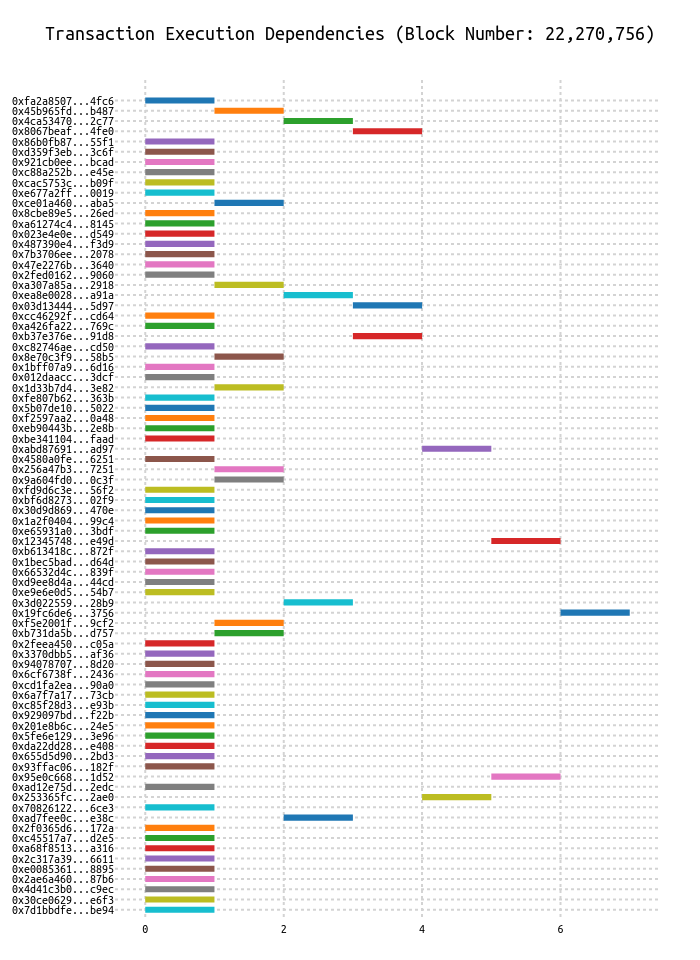 Transaction Execution Dependencies (Block Number: 22,270,756)
0xfa2a8507...4fc6
0x45b965fd...b487
0x4ca53470...2c77
0x8067beaf...4fe0
0x86b0fb87...55f1
0xd359f3eb...3c6f
0x921cb0ee...bcad
0xc88a252b...e45e
0xcac5753c...b09f
0xe677a2ff...0019
0xce01a460...aba5
0x8cbe89e5...26ed
0xa61274c4...8145
0x023e4e0e...d549
0x487390e4...f3d9
0x7b3706ee...2078
0x47e2276b...3640
0x2fed0162...9060
0xa307a85a...2918
0xea8e0028...a91a
0x03d13444...5d97
0xcc46292f...cd64
0xa426fa22...769c
0xb37e376e...91d8
0xc82746ae...cd50
0x8e70c3f9...58b5
0x1bff07a9...6d16
0x012daacc...3dcf
0x1d33b7d4...3e82
0xfe807b62...363b
0x5b07de10...5022
0xf2597aa2...0a48
0xeb90443b...2e8b
0xbe341104...faad
0xabd87691...ad97
0x4580a0fe...6251
0x256a47b3...7251
0x9a604fd0...0c3f
0xfd9d6c3e...56f2
0xbf6d8273...02f9
0x30d9d869...470e
0x1a2f0404...99c4
0xe65931a0...3bdf
0x12345748...e49d
0xb613418c...872f
0x1bec5bad...d64d
0x66532d4c...839f
0xd9ee8d4a...44cd
0xe9e6e0d5...54b7
0x3d022559...28b9
0x19fc6de6...3756
0xf5e2001f...9cf2
0xb731da5b...d757
0x2feea450...c05a
0x3370dbb5...af36
0x94078707...8d20
0x6cf6738f...2436
0xcd1fa2ea...90a0
0x6a7f7a17...73cb
0xc85f28d3...e93b
0x929097bd...f22b
0x201e8b6c...24e5
0x5fe6e129...3e96
0xda22dd28...e408
0x655d5d90...2bd3
0x93ffac06...182f
0x95e0c668...1d52
0xad12e75d...2edc
0x253365fc...2ae0
0x70826122...6ce3
0xad7fee0c...e38c
0x2f0365d6...172a
0xc45517a7...d2e5
0xa68f8513...a316
0x2c317a39...6611
0xe0085361...8895
0x2ae6a460...87b6
0x4d41c3b0...c9ec
0x30ce0629...e6f3
0x7d1bbdfe...be94
0 2 4 6